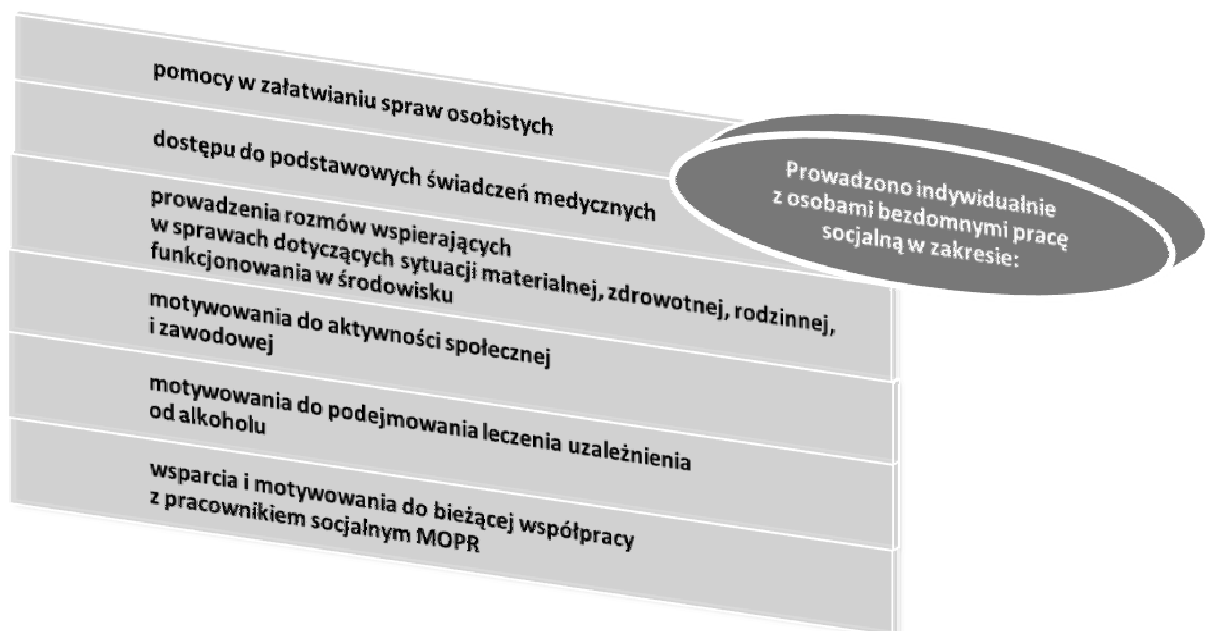 Prowadzono indywidualnie
z osobami bezdomnymi pracę
socjalną w zakresie:
pomocy w załatwianiu spraw osobistych
dostępu do podstawowych świadczeń medycznych
prowadzenia rozmów wspierających
w sprawach dotyczących sytuacji materialnej, zdrowotnej, rodzinnej,
funkcjonowania w środowisku
motywowania do aktywności społecznej
i zawodowej
motywowania do podejmowania leczenia uzależnienia
od alkoholu
wsparcia i motywowania do bieżącej współpracy
z pracownikiem socjalnym MOPR